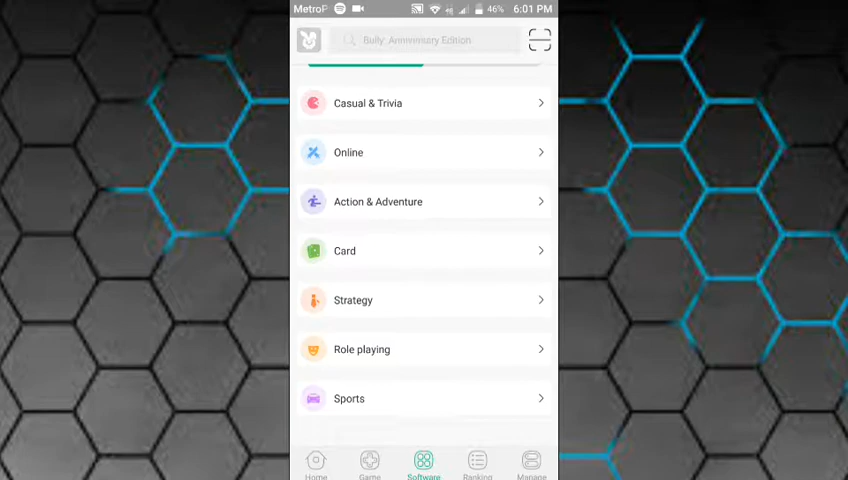 MetroP 46% 6:01 PM
Bully: Anniversary Edition
Casual & Trivia
Online
Action & Adventure
Card
Strategy
Role playing
Sports
Home Game Software Ranking Manage